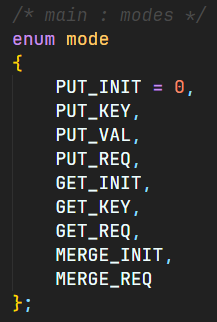 /* main : modes */
enum mode
{
    PUT_INIT = 0,
    PUT_KEY,
    PUT_VAL,
    PUT_REQ,
    GET_INIT,
    GET_KEY,
    GET_REQ,
    MERGE_INIT,
    MERGE_REQ
};